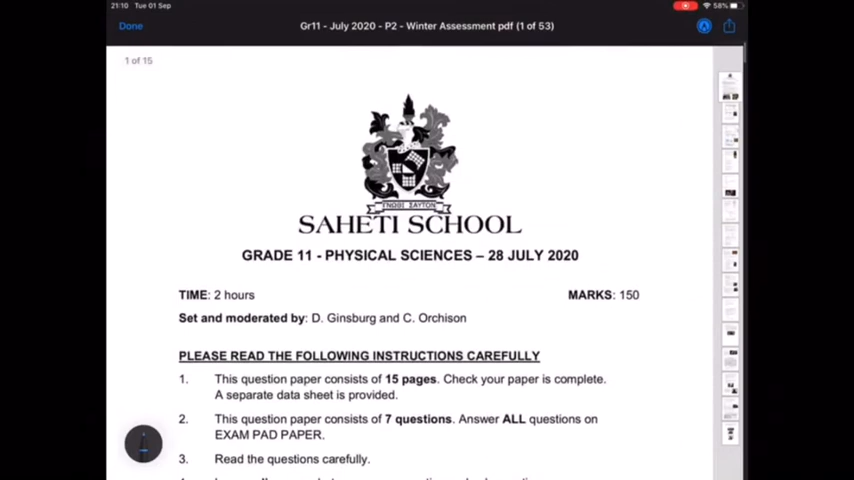 21:10 Tue 01 Sep
58%
Done
Gr11 - July 2020 - P2 - Winter Assessment pdf (1 of 53)
1 of 15
ΓΝΩΘΙ ΣΑΥΤΟΝ
SAHETI SCHOOL
GRADE 11 - PHYSICAL SCIENCES – 28 JULY 2020
TIME: 2 hours
MARKS: 150
Set and moderated by: D. Ginsburg and C. Orchison
PLEASE READ THE FOLLOWING INSTRUCTIONS CAREFULLY
1. This question paper consists of 15 pages. Check your paper is complete.
A separate data sheet is provided.
2. This question paper consists of 7 questions. Answer ALL questions on
EXAM PAD PAPER.
3. Read the questions carefully.